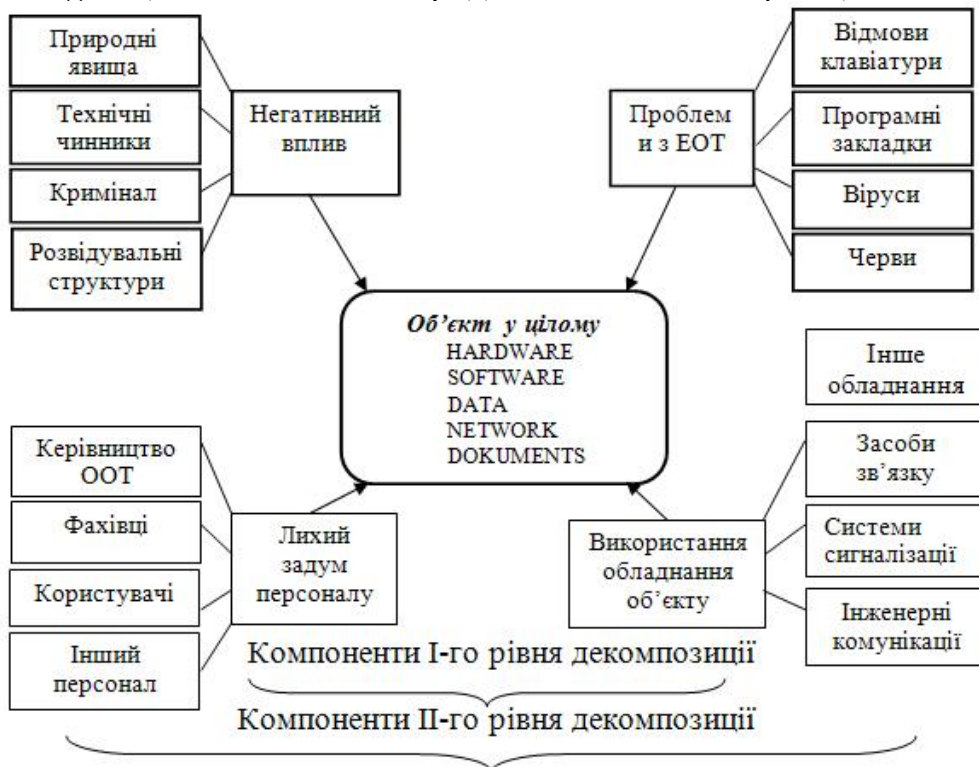 Природні
явища
Технічні
чинники
Кримінал
Розвідувальні
структури
Негативний
вплив
Проблем
и з ЕОТ
Відмови
клавіатури
Програмні
закладки
Віруси
Черви
Об’єкт у цілому
HARDWARE
SOFTWARE
DATA
NETWORK
DOKUMENTS
Керівництво
ООТ
Фахівці
Користувачі
Інший
персонал
Лихий
задум
персоналу
Використання
обладнання
об’єкту
Інше
обладнання
Засоби
зв’язку
Системи
сигналізації
Інженерні
комунікації
Компоненти І-го рівня декомпозиції
Компоненти ІІ-го рівня декомпозиції